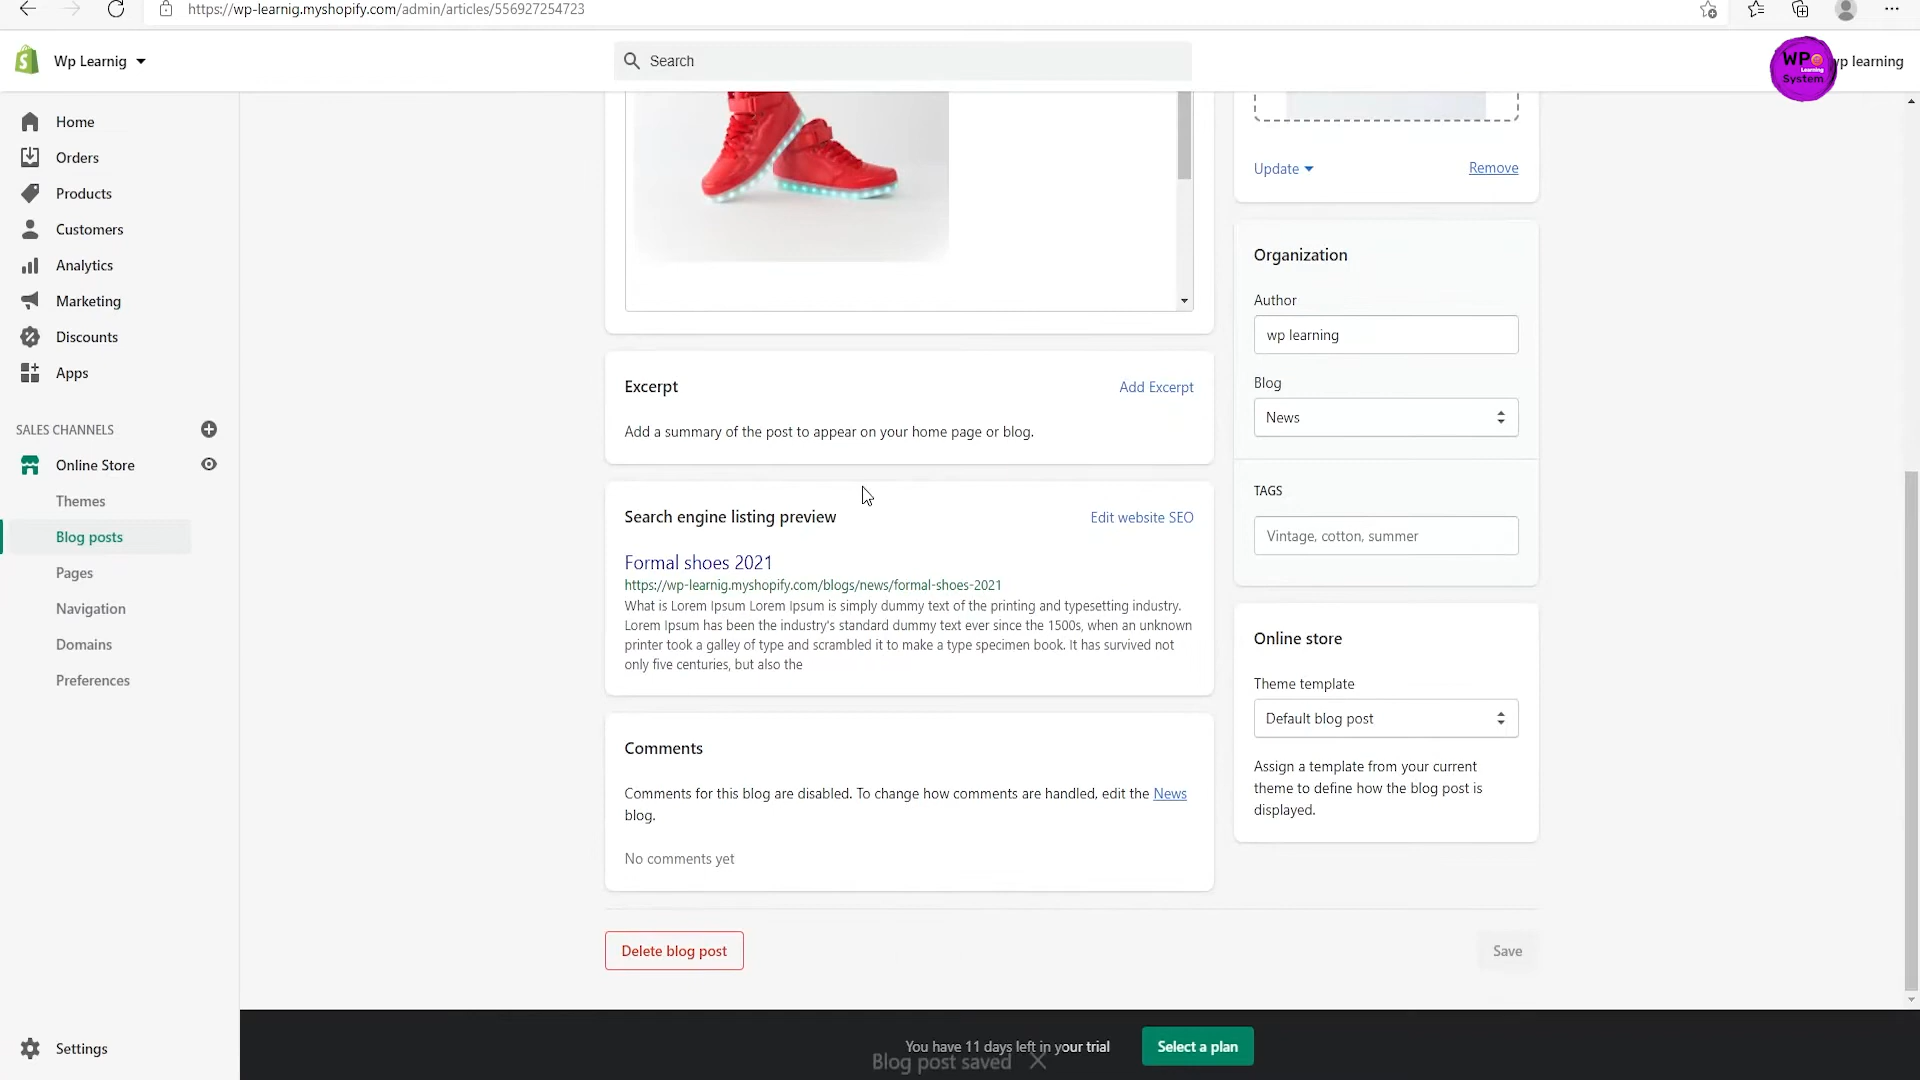 https://wp-learnig.myshopify.com/admin/articles/556927254723
Wp Learnig
Search
WP
Learning
System
wp learning
Home
Orders
Products
Customers
Analytics
Marketing
Discounts
Apps
SALES CHANNELS
Online Store
Themes
Blog posts
Pages
Navigation
Domains
Preferences
Settings
Excerpt
Add Excerpt
Add a summary of the post to appear on your home page or blog.
Search engine listing preview
Edit website SEO
Formal shoes 2021
https://wp-learnig.myshopify.com/blogs/news/formal-shoes-2021
What is Lorem Ipsum Lorem Ipsum is simply dummy text of the printing and typesetting industry.
Lorem Ipsum has been the industry's standard dummy text ever since the 1500s, when an unknown
printer took a galley of type and scrambled it to make a type specimen book. It has survived not
only five centuries, but also the
Comments
Comments for this blog are disabled. To change how comments are handled, edit the News
blog.
No comments yet
Delete blog post
Update
Remove
Organization
Author
wp learning
Blog
News
TAGS
Vintage, cotton, summer
Online store
Theme template
Default blog post
Assign a template from your current
theme to define how the blog post is
displayed.
Save
You have 11 days left in your trial
Select a plan
Blog post saved